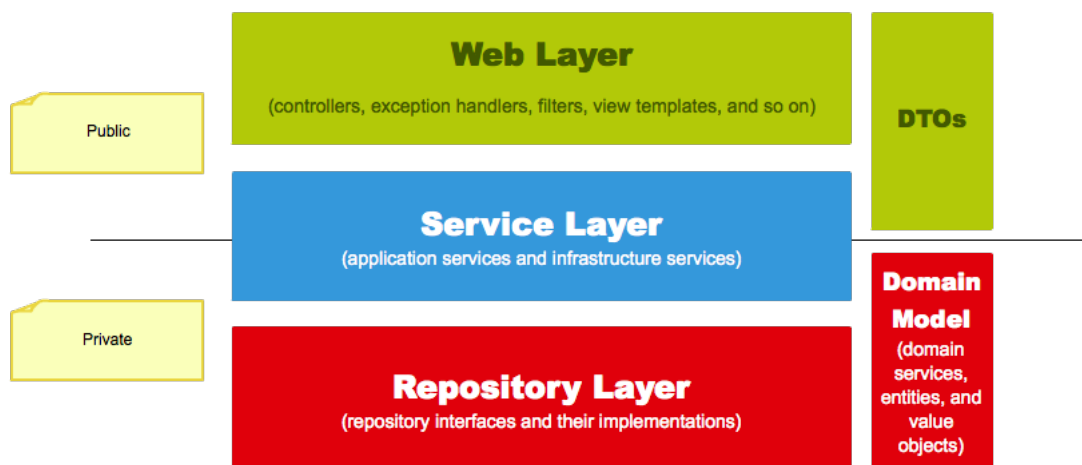 Web Layer
(controllers, exception handlers, filters, view templates, and so on)
DTOs
Public
Service Layer
(application services and infrastructure services)
Private
Repository Layer
(repository interfaces and their implementations)
Domain
Model
(domain
services,
entities, and
value
objects)